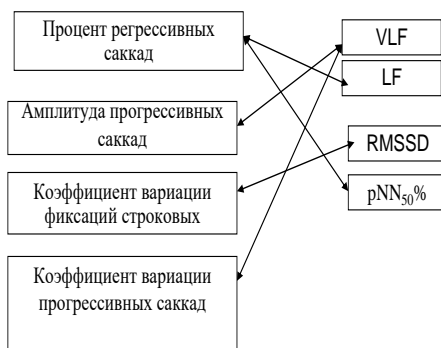 Процент регрессивных
саккад
Амплитуда прогрессивных
саккад
Коэффициент вариации
фиксаций строковых
Коэффициент вариации
прогрессивных саккад
VLF
LF
RMSSD
pNN₅₀%